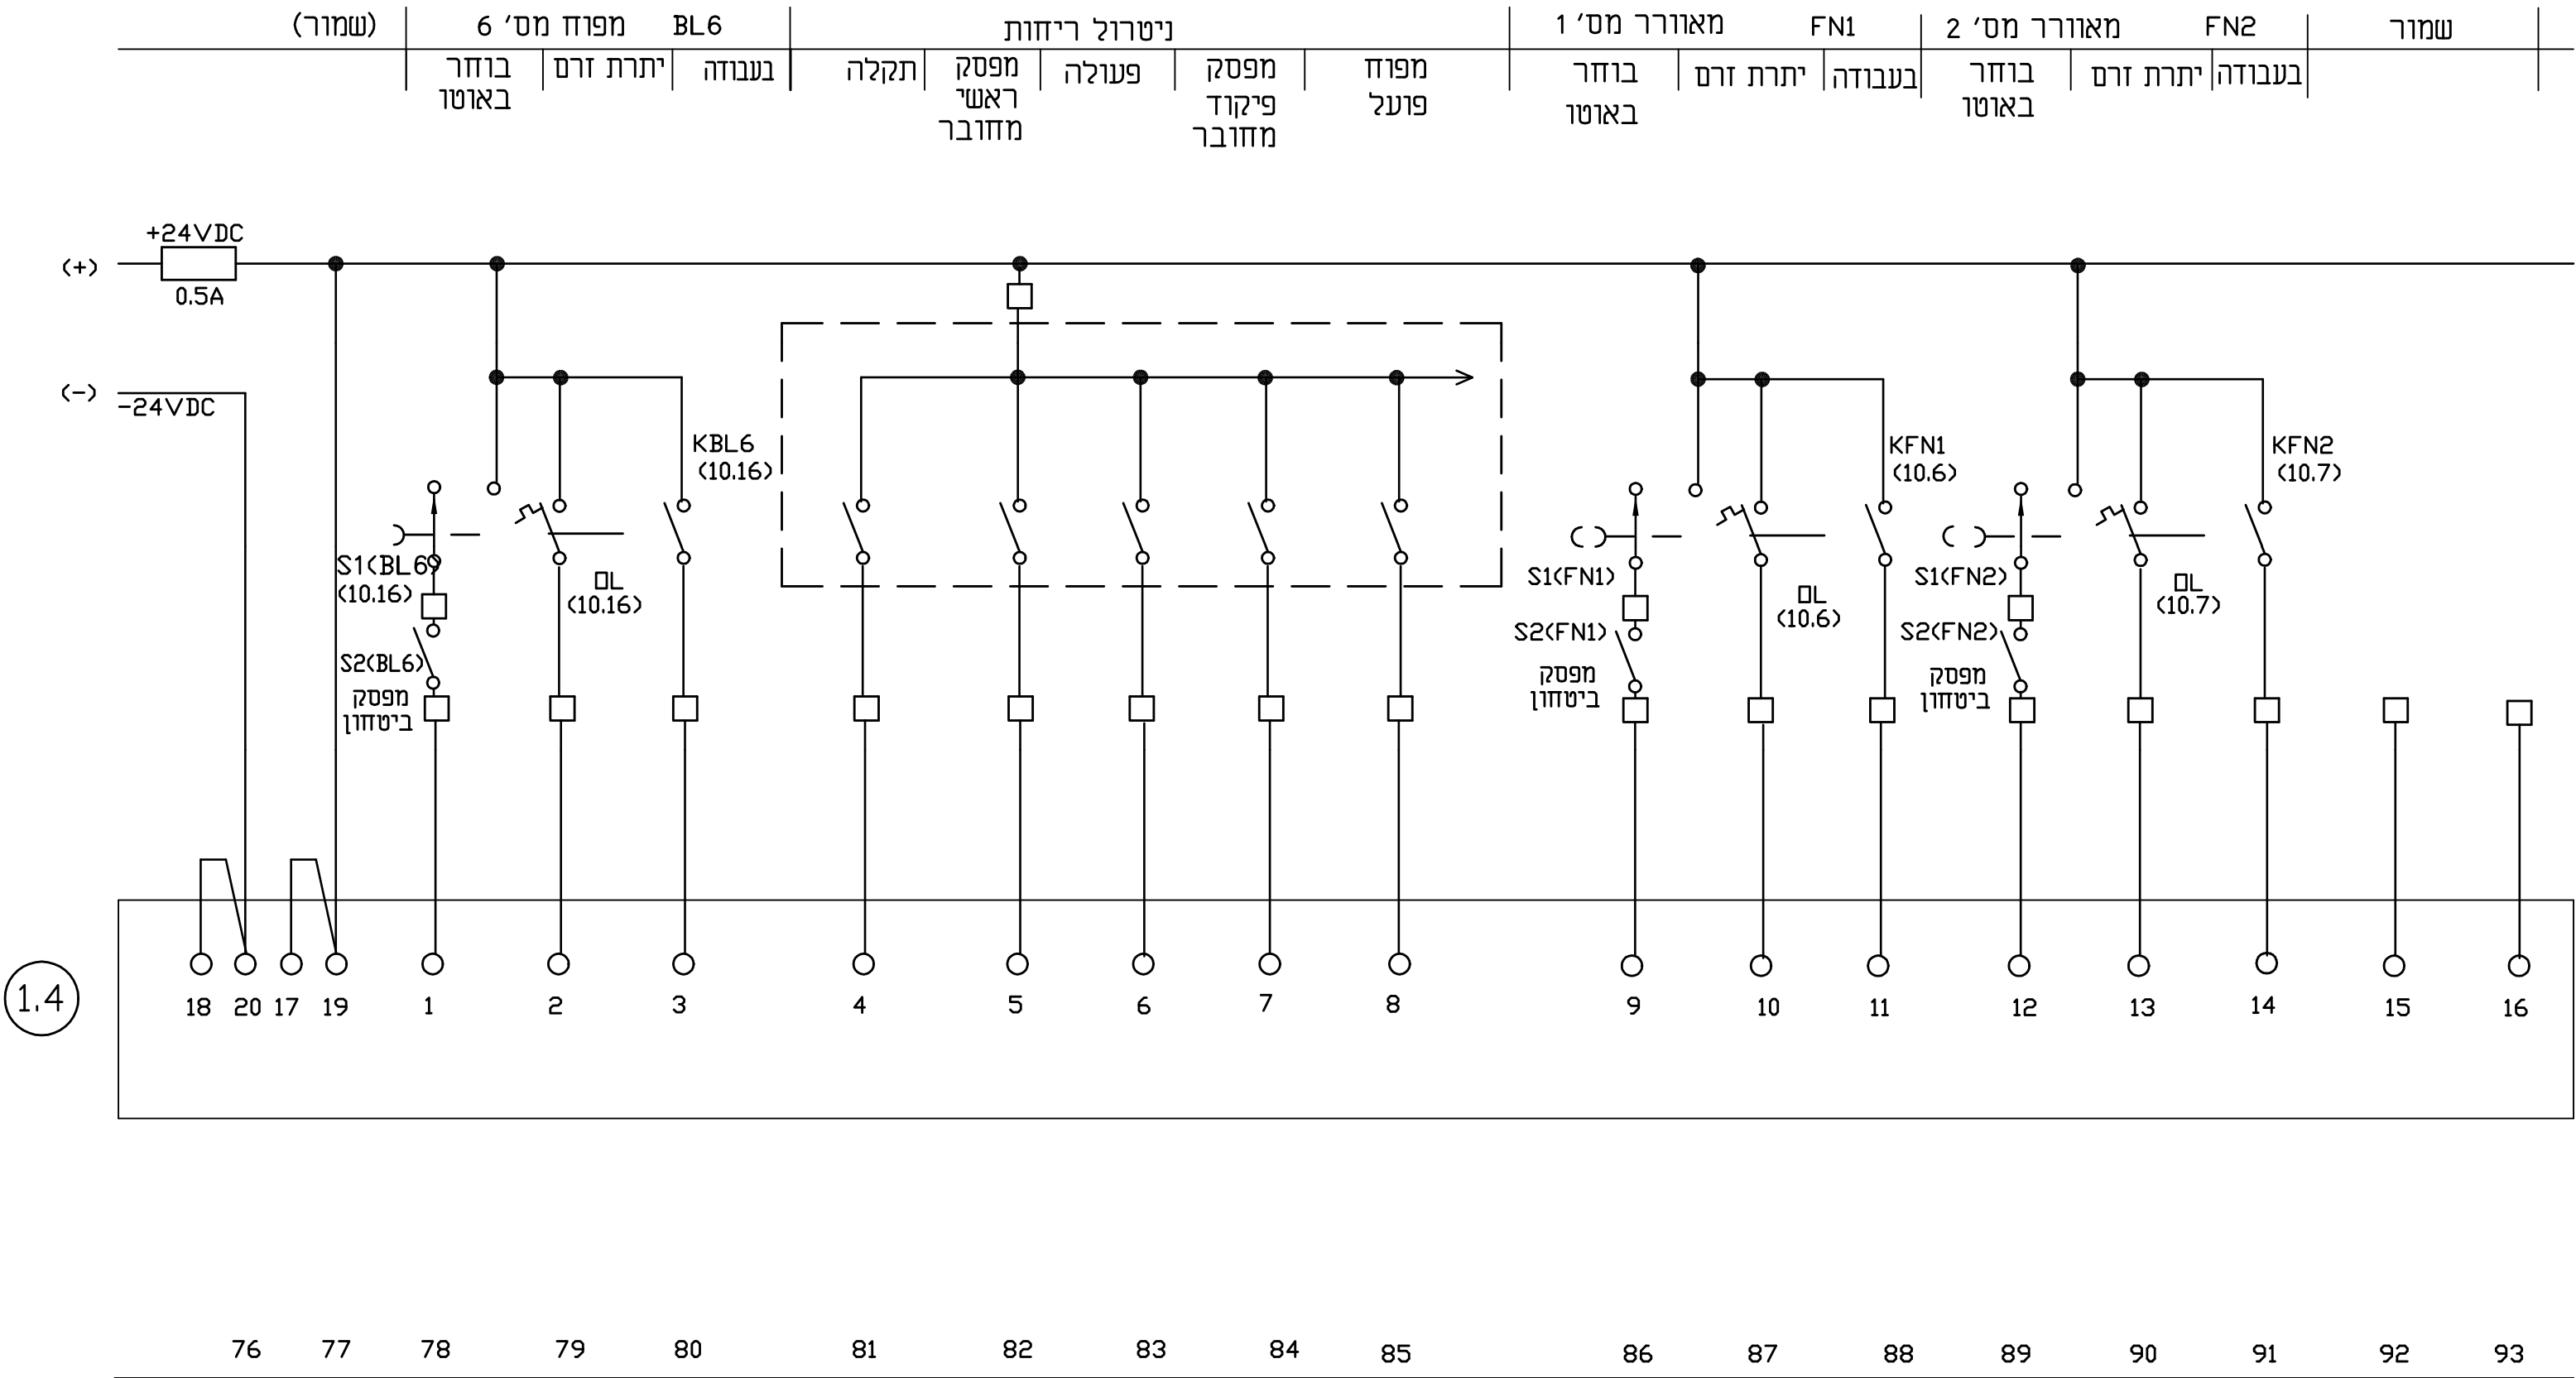 (שמור)
מפוח מס' 6 BL6
ניטרול ריחות
מאוורר מס' 1 FN1
מאוורר מס' 2 FN2
שמור
בוחר
באוטו
יתרת זרם
בעבודה
תקלה
מפסק
ראשי
מחובר
פעולה
מפסק
פיקוד
מחובר
מפוח
פועל
בוחר
באוטו
יתרת זרם
בעבודה
בוחר
באוטו
יתרת זרם
בעבודה
+24VDC
(+)
0.5A
(-)
-24VDC
KBL6
(10.16)
KFN1
(10.6)
KFN2
(10.7)
S1(BL6)
(10.16)
OL
(10.16)
S2(BL6)
מפסק
ביטחון
S1(FN1)
S2(FN1)
מפסק
ביטחון
OL
(10.6)
S1(FN2)
S2(FN2)
מפסק
ביטחון
OL
(10.7)
1.4
18 20 17 19 1 2 3 4 5 6 7 8 9 10 11 12 13 14 15 16
76 77 78 79 80 81 82 83 84 85 86 87 88 89 90 91 92 93